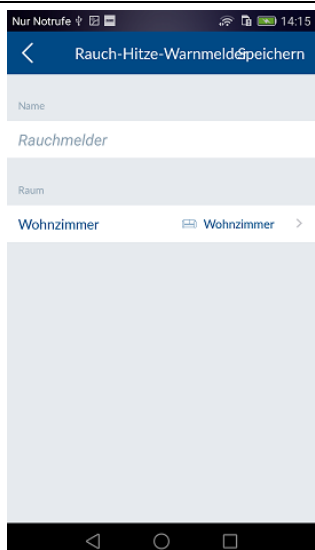 Nur Notrufe 14:15
Rauch-Hitze-Warnmelder Speichern
Name
Rauchmelder
Raum
Wohnzimmer Wohnzimmer